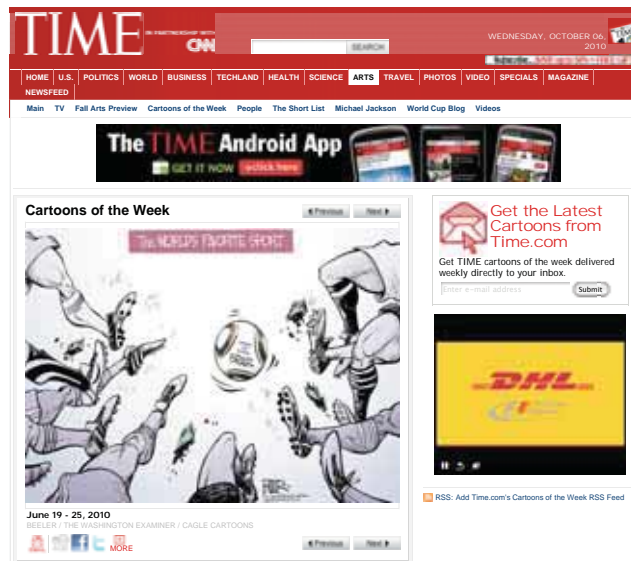 TIME
IN PARTNERSHIP WITH
CNN
SEARCH
WEDNESDAY, OCTOBER 06,
2010
HOME U.S. POLITICS WORLD BUSINESS TECHLAND HEALTH SCIENCE ARTS TRAVEL PHOTOS VIDEO SPECIALS MAGAZINE
NEWSFEED
Main TV Fall Arts Preview Cartoons of the Week People The Short List Michael Jackson World Cup Blog Videos
The TIME Android App
GET IT NOW click here
Cartoons of the Week
Previous Next
The WORLD'S FAVORITE SPORT
June 19 - 25, 2010
BEELER / THE WASHINGTON EXAMINER / CAGLE CARTOONS
MORE
Previous Next
Get the Latest
Cartoons from
Time.com
Get TIME cartoons of the week delivered
weekly directly to your inbox.
Enter e-mail address Submit
DHL
RSS: Add Time.com's Cartoons of the Week RSS Feed